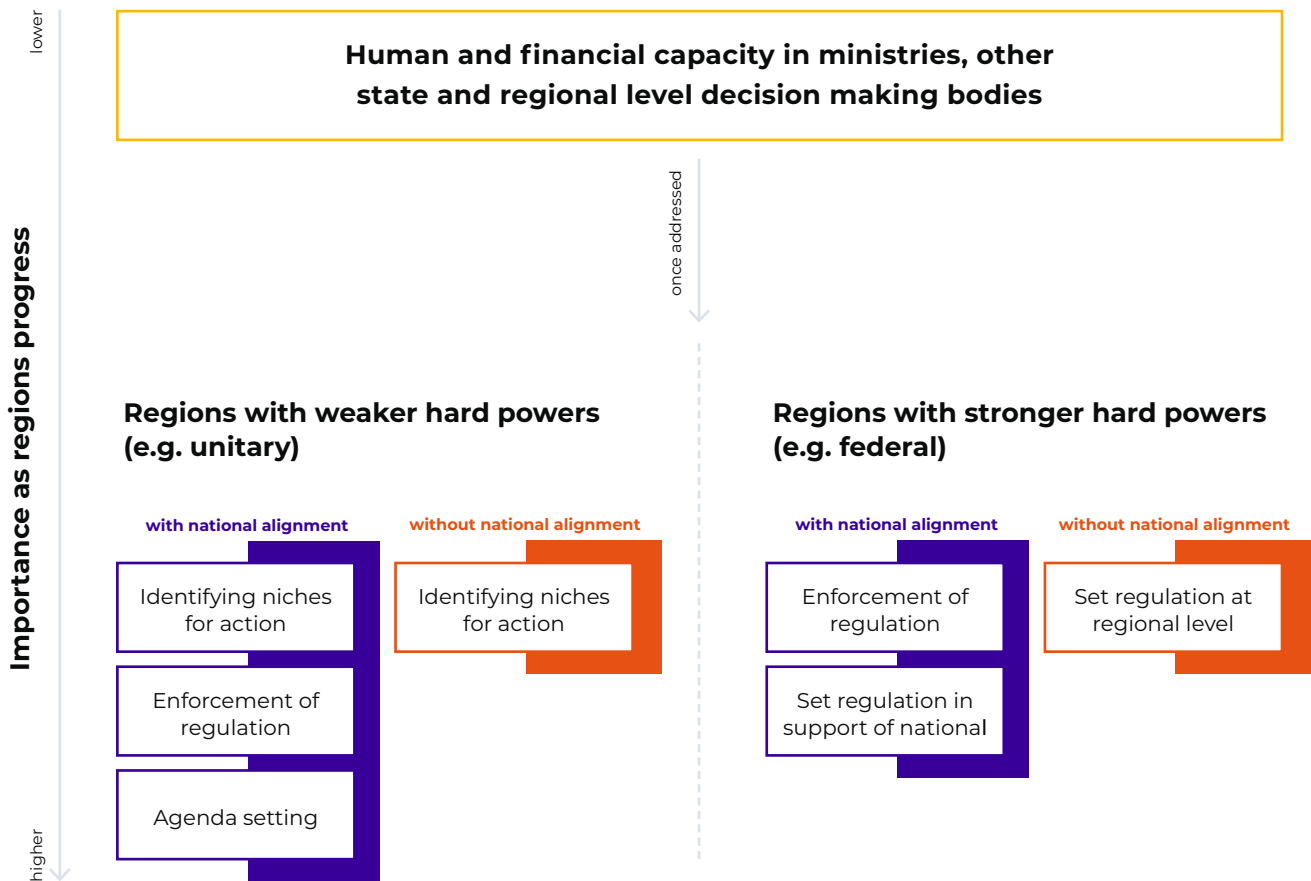 lower
Importance as regions progress
higher
Human and financial capacity in ministries, other
state and regional level decision making bodies
once addressed
Regions with weaker hard powers
(e.g. unitary)
with national alignment
Identifying niches
for action
Enforcement of
regulation
Agenda setting
without national alignment
Identifying niches
for action
Regions with stronger hard powers
(e.g. federal)
with national alignment
Enforcement of
regulation
Set regulation in
support of national
without national alignment
Set regulation at
regional level